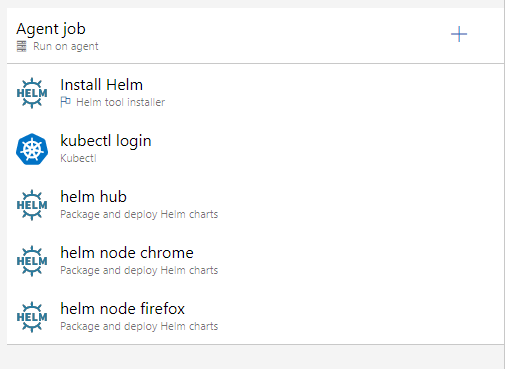 Agent job
Run on agent
HELM
Install Helm
Helm tool installer
kubectl login
Kubectl
HELM
helm hub
Package and deploy Helm charts
HELM
helm node chrome
Package and deploy Helm charts
HELM
helm node firefox
Package and deploy Helm charts